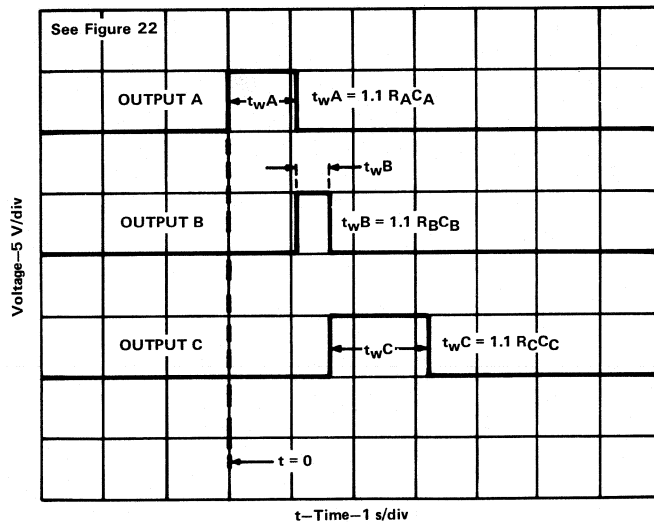 See Figure 22
OUTPUT A
twA
twA = 1.1 RACA
twB
OUTPUT B
twB = 1.1 RBCB
OUTPUT C
twC
twC = 1.1 RCCC
t = 0
Voltage–5 V/div
t–Time–1 s/div